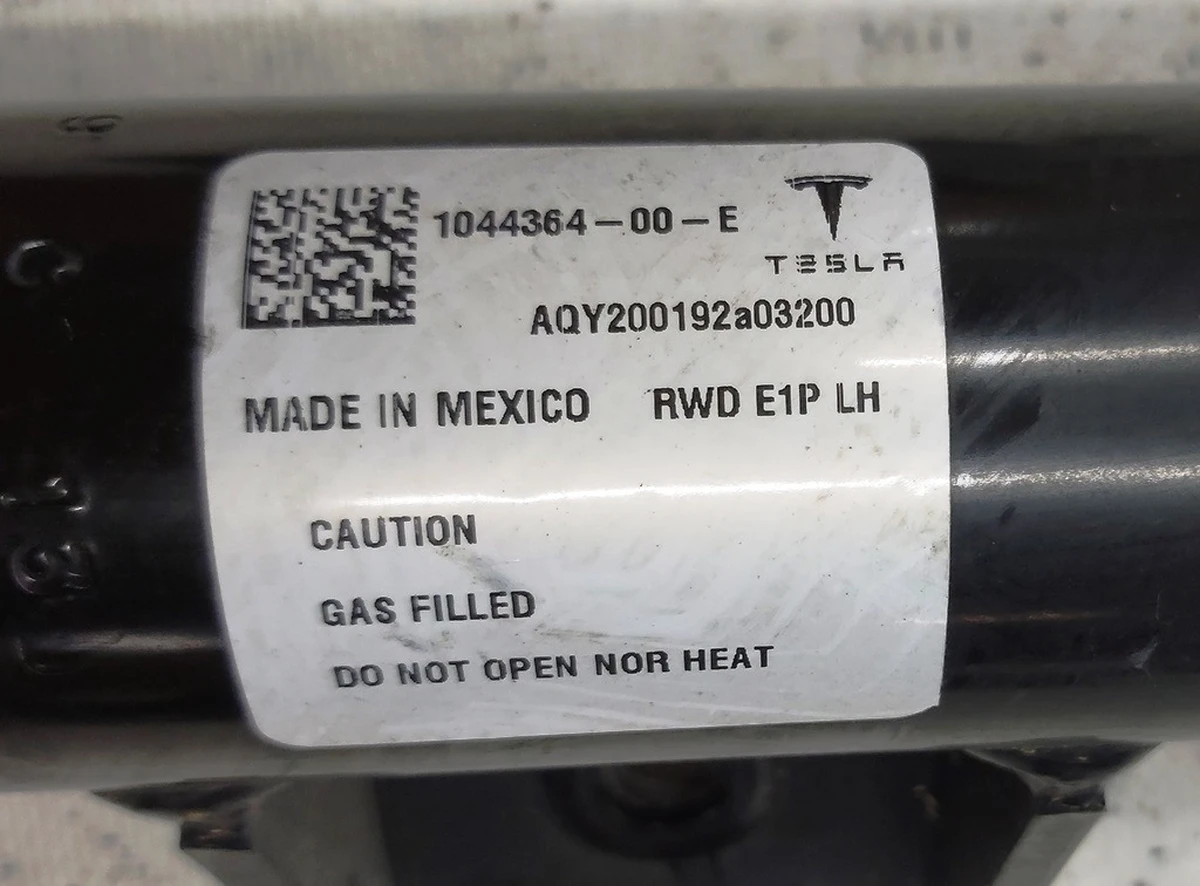 1044364-00-E
TESLA
AQY200192a03200
MADE IN MEXICO RWD E1P LH
CAUTION
GAS FILLED
DO NOT OPEN NOR HEAT